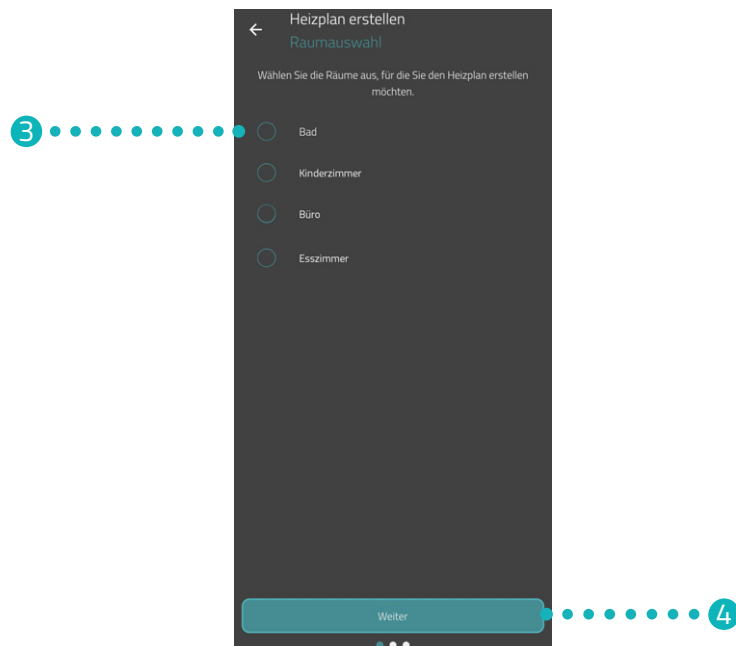 Heizplan erstellen
Raumauswahl
Wählen Sie die Räume aus, für die Sie den Heizplan erstellen
möchten.
3
Bad
Kinderzimmer
Büro
Esszimmer
Weiter
4